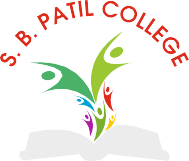 S. B. PATIL COLLEGE